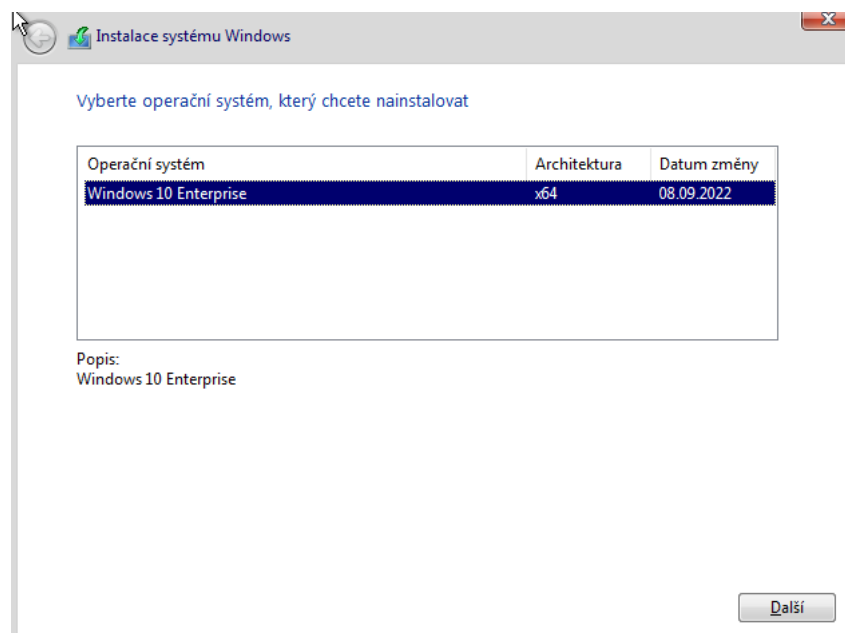 Instalace systému Windows
Vyberte operační systém, který chcete nainstalovat
Operační systém Architektura Datum změny
Windows 10 Enterprise x64 08.09.2022
Popis:
Windows 10 Enterprise
Další